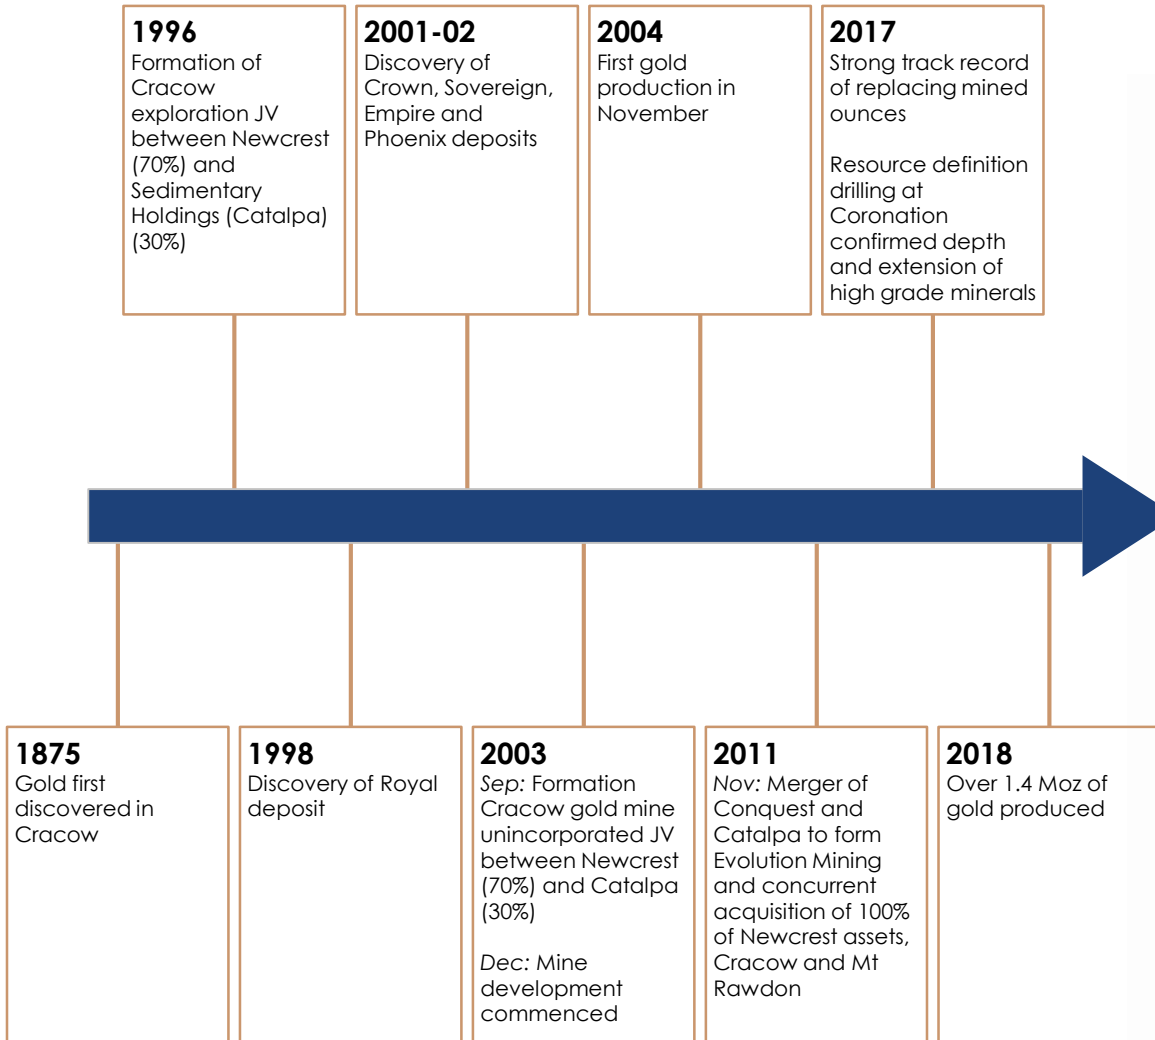 1996
Formation of
Cracow
exploration JV
between Newcrest
(70%) and
Sedimentary
Holdings (Catalpa)
(30%)
2001-02
Discovery of
Crown, Sovereign,
Empire and
Phoenix deposits
2004
First gold
production in
November
2017
Strong track record
of replacing mined
ounces
Resource definition
drilling at
Coronation
confirmed depth
and extension of
high grade minerals
1875
Gold first
discovered in
Cracow
1998
Discovery of Royal
deposit
2003
Sep: Formation
Cracow gold mine
unincorporated JV
between Newcrest
(70%) and Catalpa
(30%)
Dec: Mine
development
commenced
2011
Nov: Merger of
Conquest and
Catalpa to form
Evolution Mining
and concurrent
acquisition of 100%
of Newcrest assets,
Cracow and Mt
Rawdon
2018
Over 1.4 Moz of
gold produced